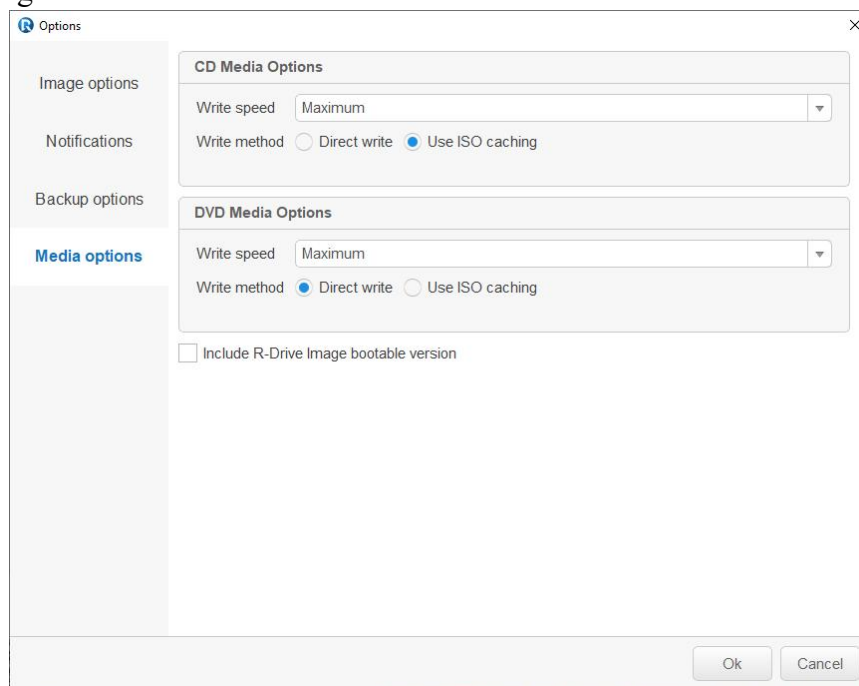 Options
Image options
Notifications
Backup options
Media options
CD Media Options
Write speed Maximum
Write method Direct write Use ISO caching
DVD Media Options
Write speed Maximum
Write method Direct write Use ISO caching
Include R-Drive Image bootable version
Ok Cancel